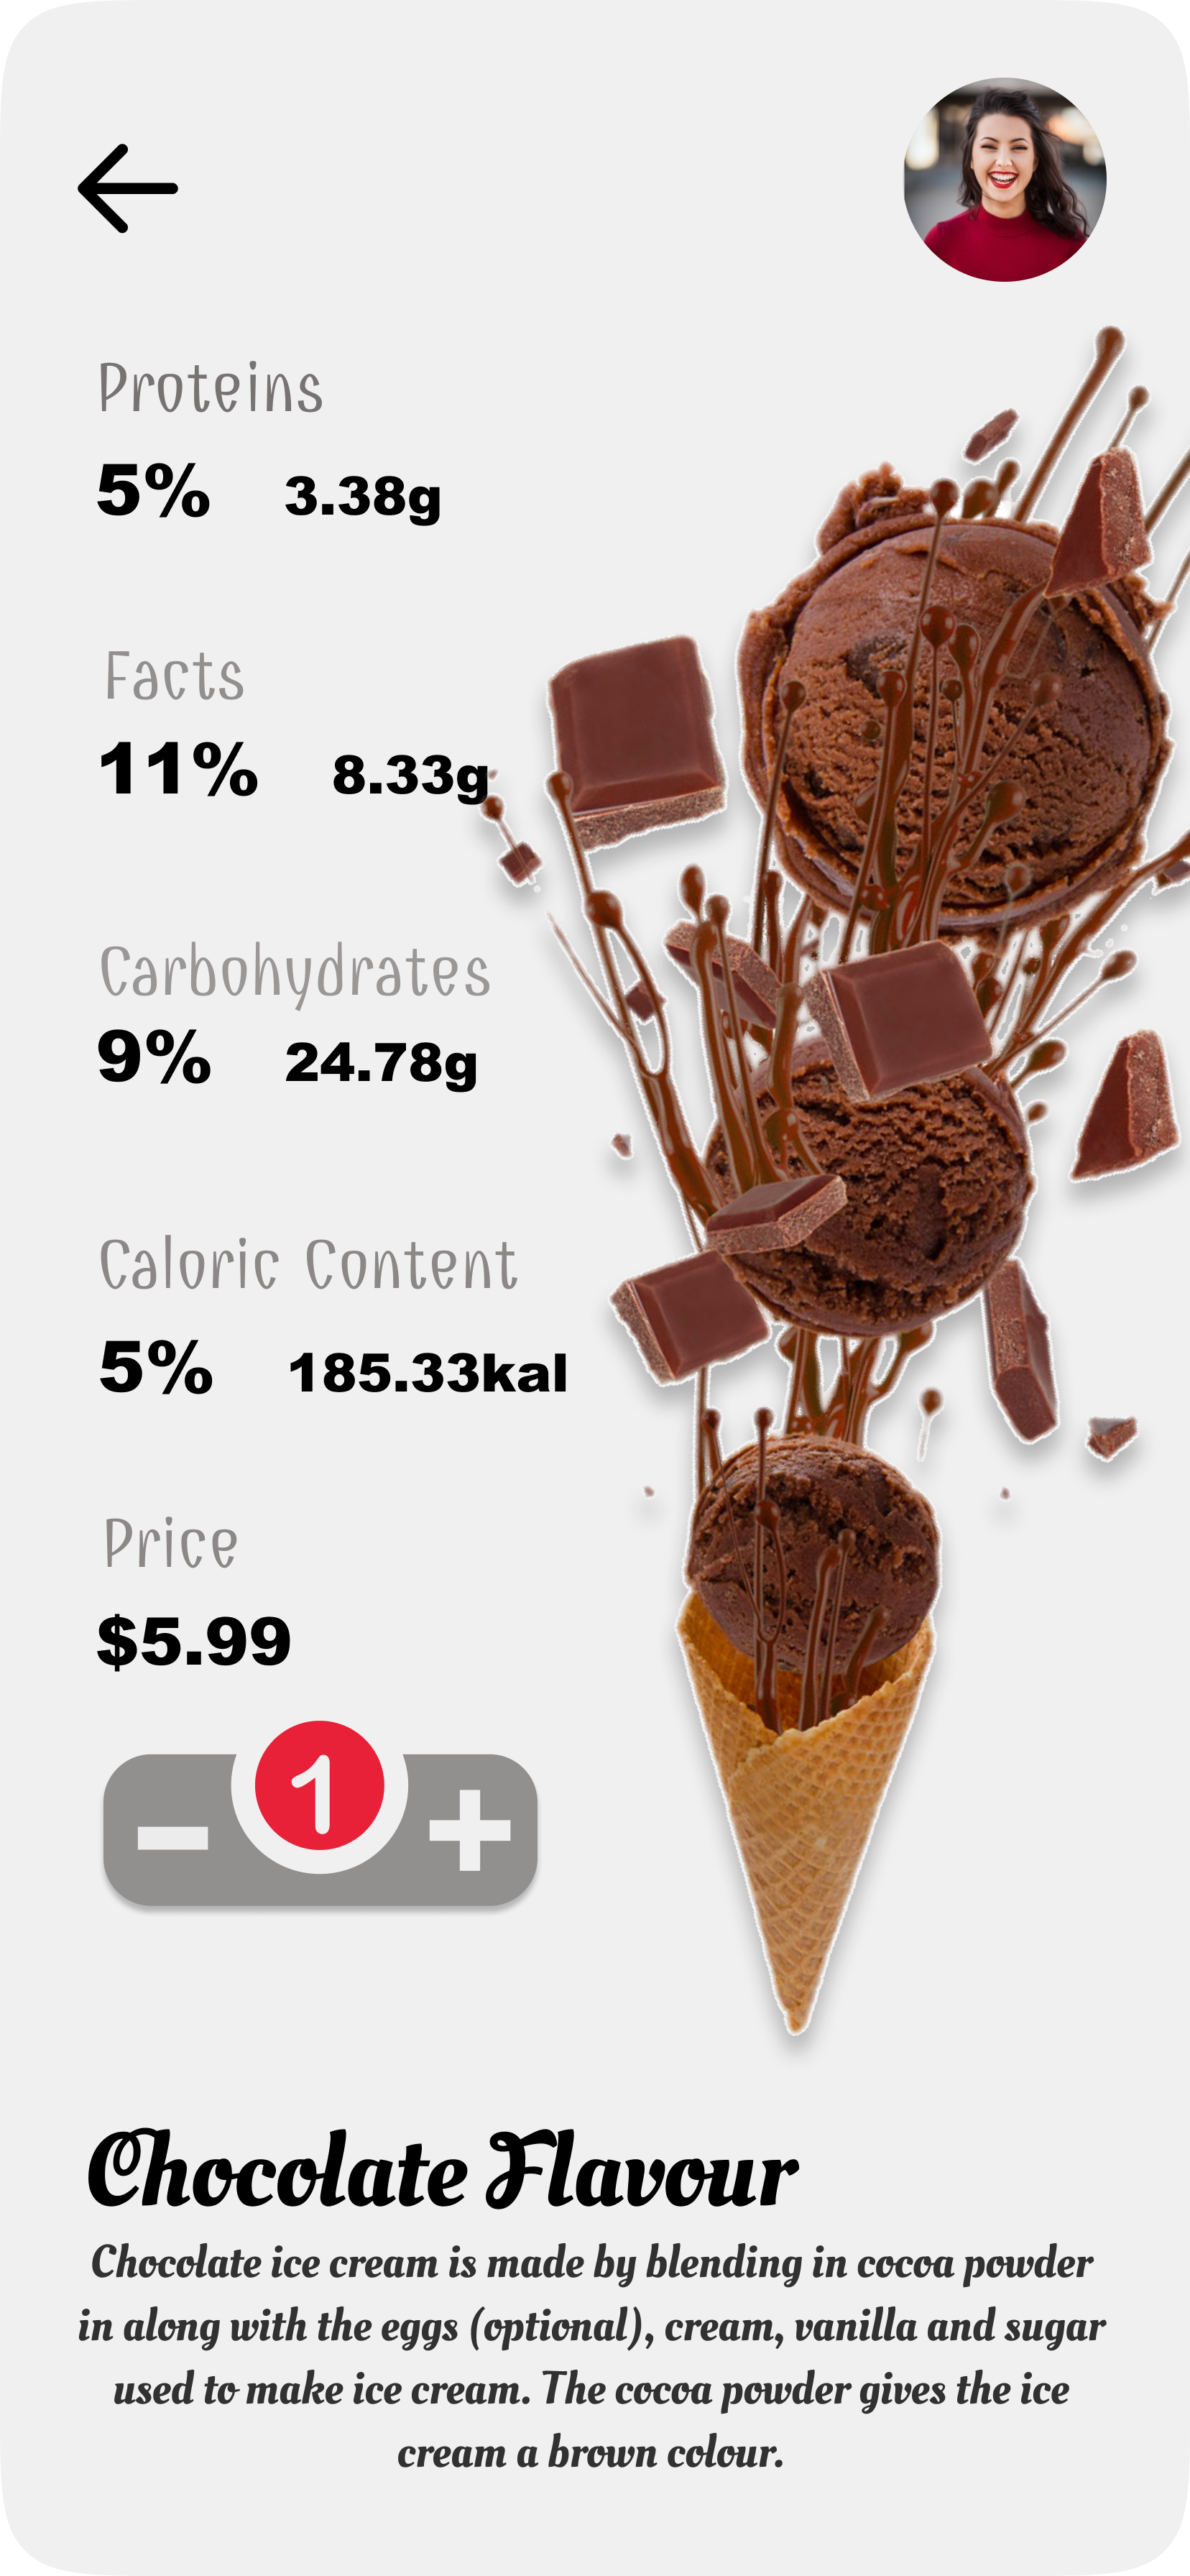 Proteins
5% 3.38g
Facts
11% 8.33g
Carbohydrates
9% 24.78g
Caloric Content
5% 185.33kal
Price
$5.99
- 1 +
Chocolate Flavour
Chocolate ice cream is made by blending in cocoa powder
in along with the eggs (optional), cream, vanilla and sugar
used to make ice cream. The cocoa powder gives the ice
cream a brown colour.